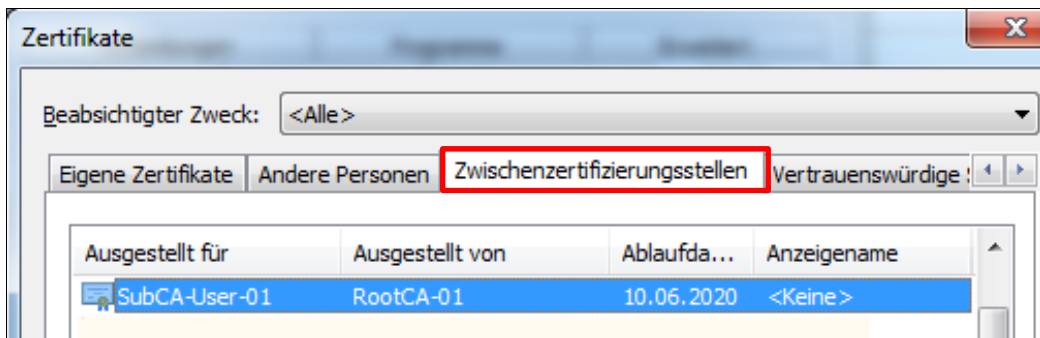 Zertifikate
Beabsichtigter Zweck: <Alle>
Eigene Zertifikate Andere Personen Zwischenzertifizierungsstellen Vertrauenswürdige
Ausgestellt für Ausgestellt von Ablaufda... Anzeigename
SubCA-User-01 RootCA-01 10.06.2020 <Keine>